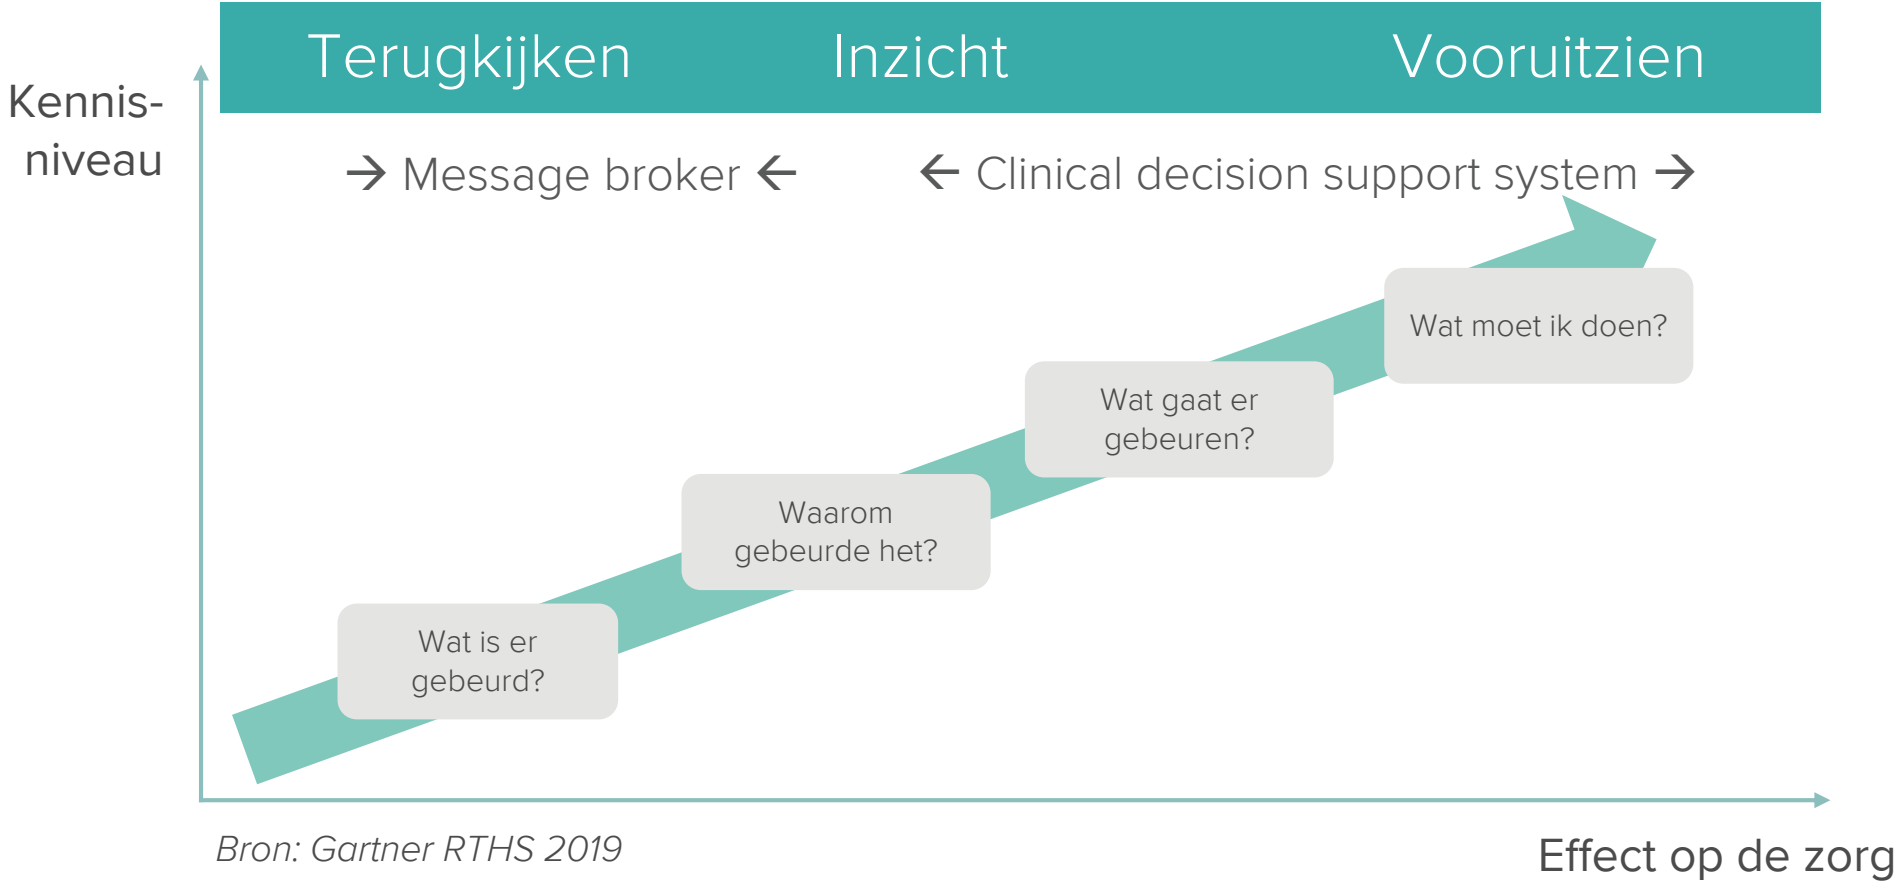 Terugkijken Inzicht Vooruitzien
Kennis-
niveau
→ Message broker ← ← Clinical decision support system →
Wat moet ik doen?
Wat gaat er
gebeuren?
Waarom
gebeurde het?
Wat is er
gebeurd?
Bron: Gartner RTHS 2019
Effect op de zorg